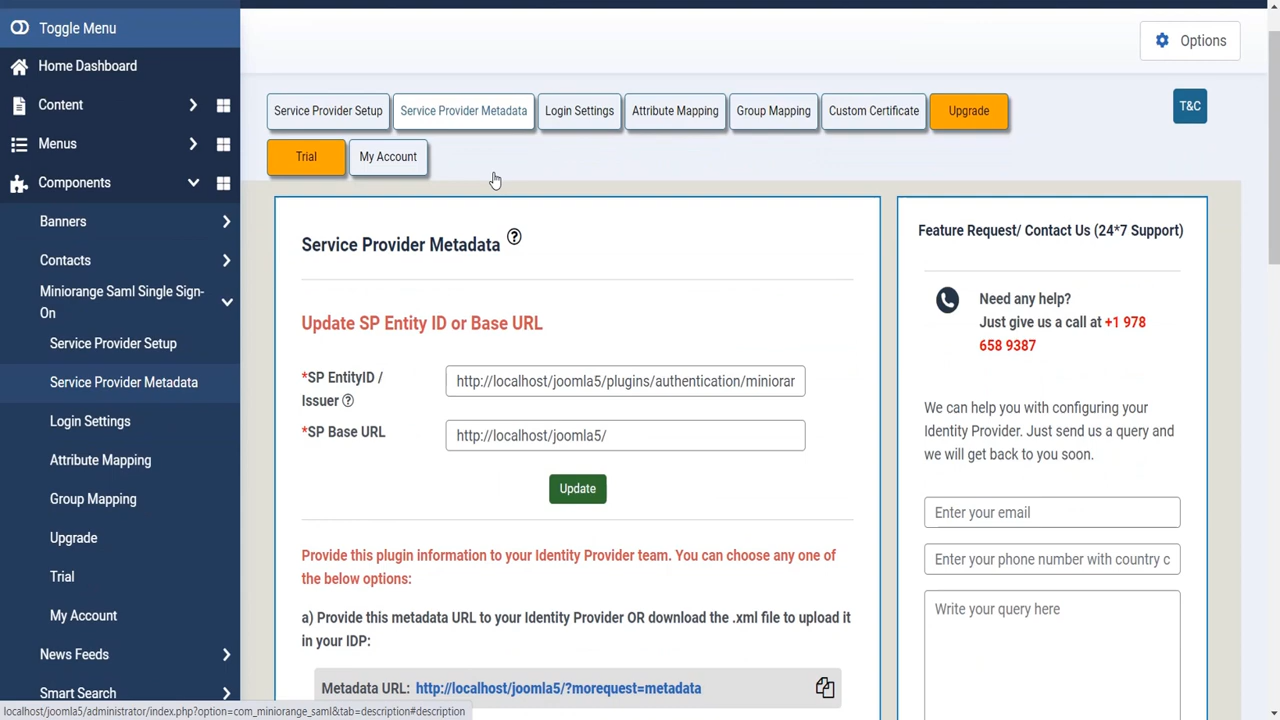 Toggle Menu
Home Dashboard
Content
Menus
Components
Banners
Contacts
Miniorange Saml Single Sign-
On
Service Provider Setup
Service Provider Metadata
Login Settings
Attribute Mapping
Group Mapping
Upgrade
Trial
My Account
News Feeds
Smart Search
Options
Service Provider Setup
Service Provider Metadata
Login Settings
Attribute Mapping
Group Mapping
Custom Certificate
Upgrade
T&C
Trial
My Account
Service Provider Metadata
Update SP Entity ID or Base URL
*SP EntityID /
Issuer
http://localhost/joomla5/plugins/authentication/miniorar
*SP Base URL
http://localhost/joomla5/
Update
Provide this plugin information to your Identity Provider team. You can choose any one of
the below options:
a) Provide this metadata URL to your Identity Provider OR download the .xml file to upload it
in your IDP:
Metadata URL: http://localhost/joomla5/?morequest=metadata
Feature Request/ Contact Us (24*7 Support)
Need any help?
Just give us a call at +1 978
658 9387
We can help you with configuring your
Identity Provider. Just send us a query and
we will get back to you soon.
Enter your email
Enter your phone number with country c
Write your query here
localhost/joomla5/administrator/index.php?option=com_miniorange_saml&tab=description#description